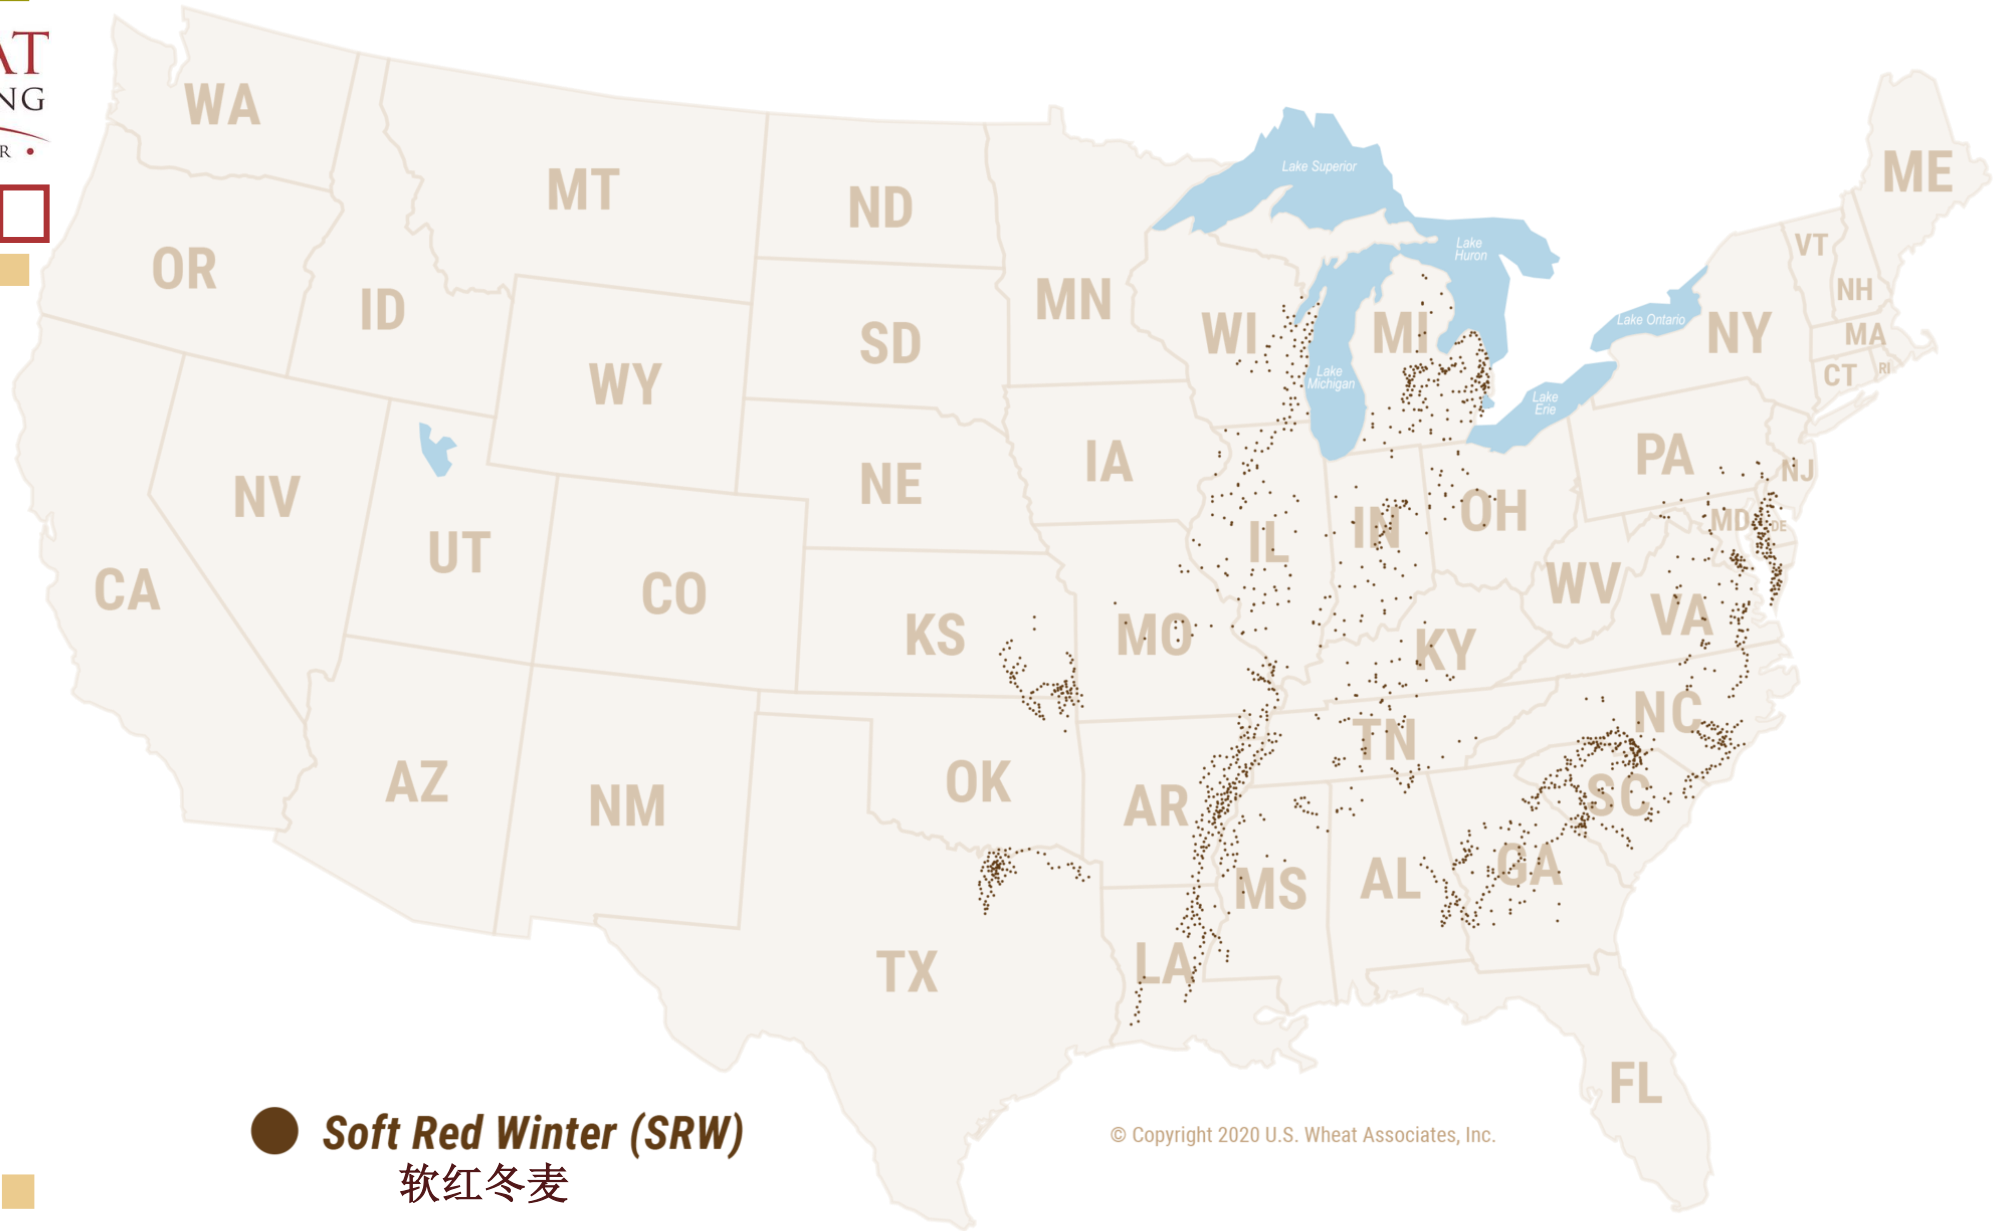 AT
NG
R •
WA
MT
ND
MN
OR
ID
SD
WI
MI
ME
VT
NH
NY
MA
CT
RI
WY
NE
IA
PA
NJ
NV
UT
CO
IL
IN
OH
MD
DE
CA
KS
MO
WV
VA
KY
AZ
NM
OK
AR
TN
NC
SC
MS
AL
GA
TX
LA
FL
Lake Superior
Lake
Huron
Lake Ontario
Lake
Michigan
Lake
Erie
Soft Red Winter (SRW)
软红冬麦
© Copyright 2020 U.S. Wheat Associates, Inc.